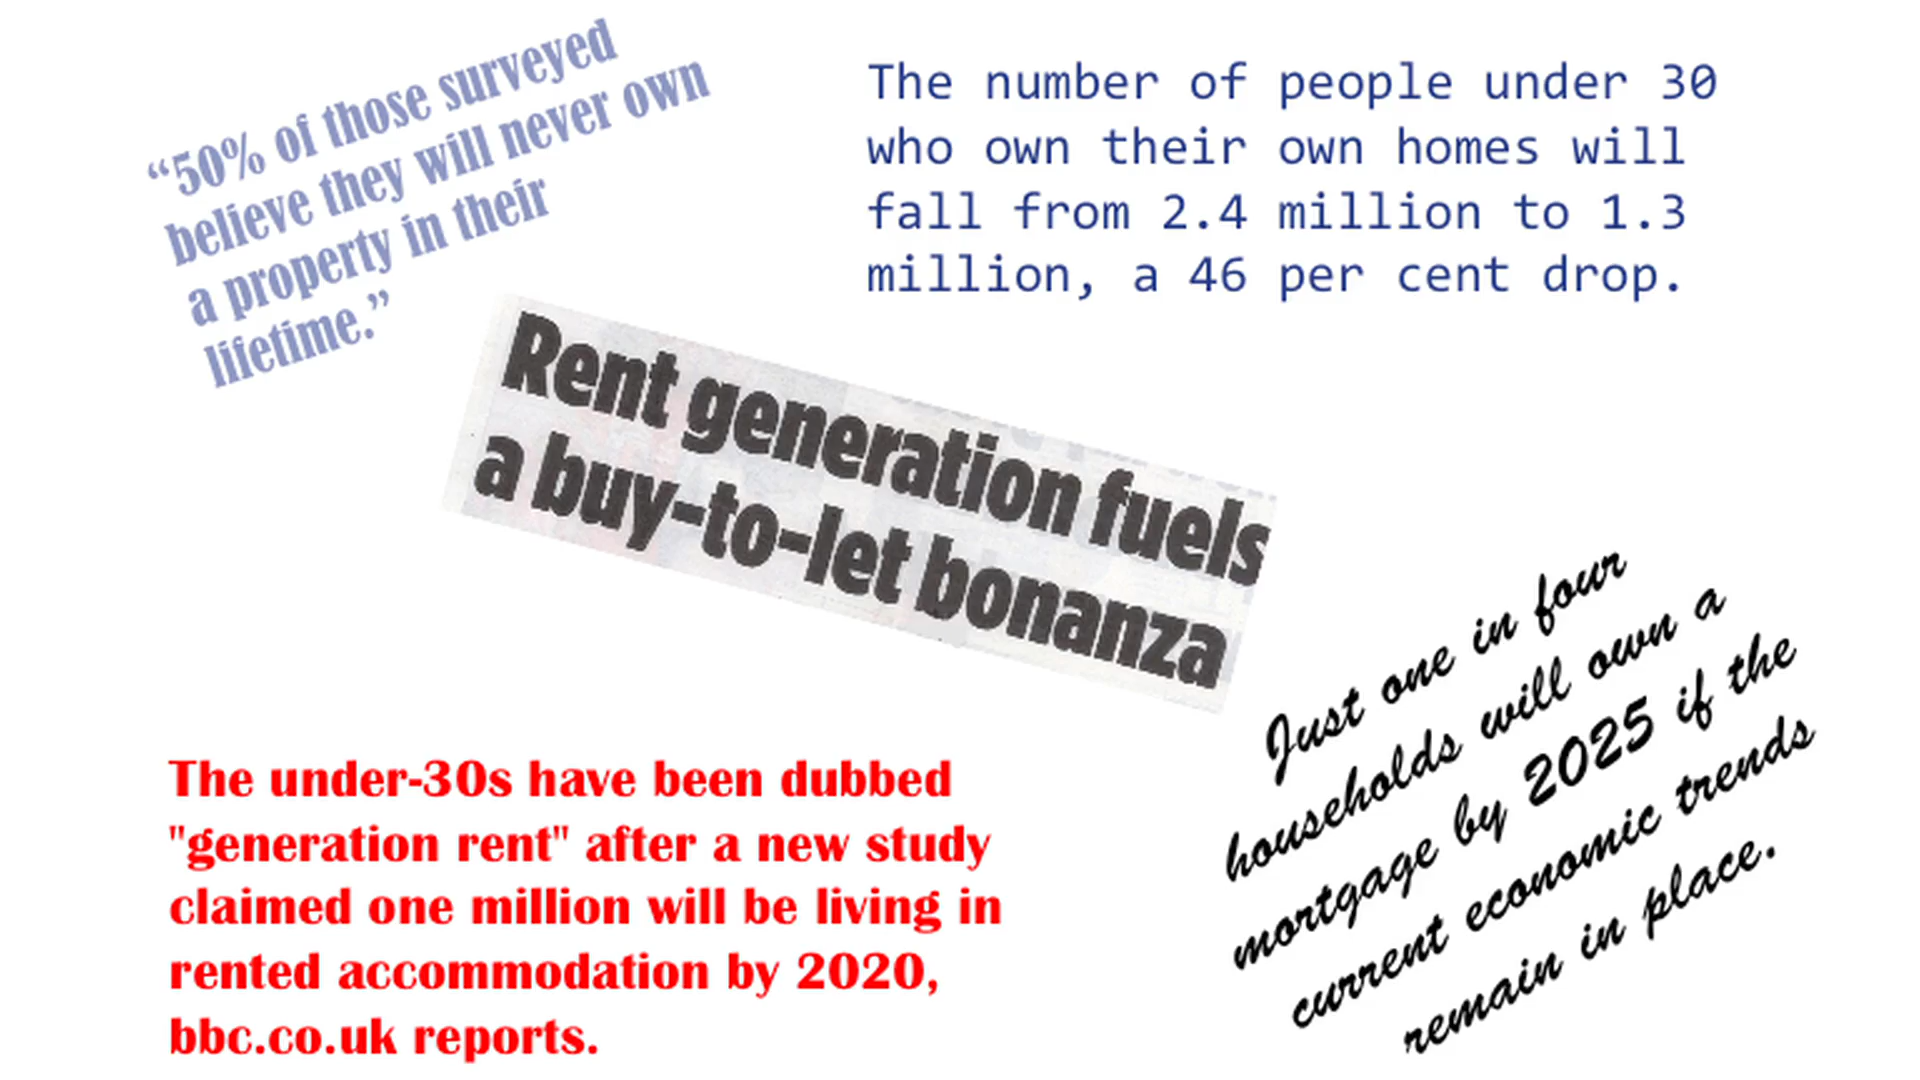 “50% of those surveyed
believe they will never own
a property in their
lifetime.”
The number of people under 30
who own their own homes will
fall from 2.4 million to 1.3
million, a 46 per cent drop.
Rent generation fuels
a buy-to-let bonanza
Just one in four
households will own a
mortgage by 2025 if the
current economic trends
remain in place.
The under-30s have been dubbed
"generation rent" after a new study
claimed one million will be living in
rented accommodation by 2020,
bbc.co.uk reports.